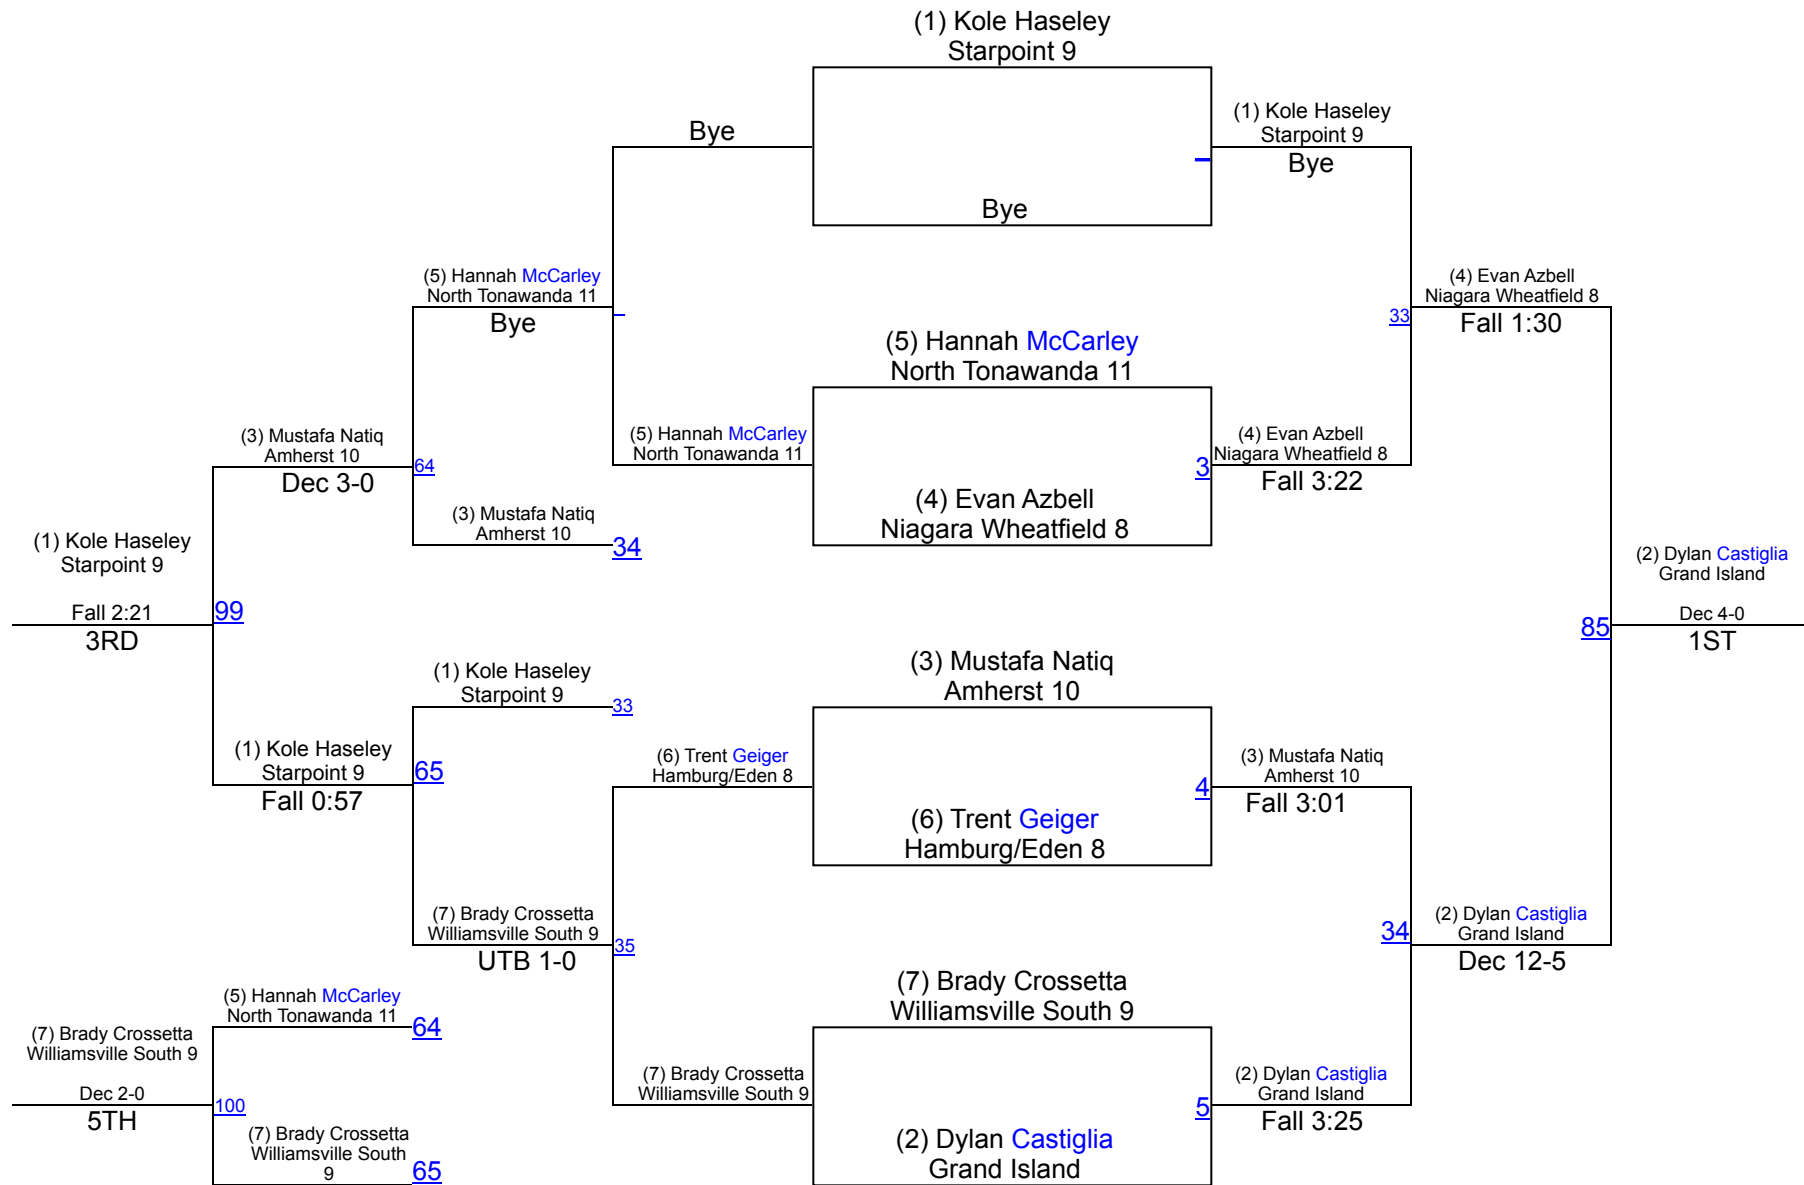 (1) Kole Haseley
Starpoint 9
Bye
(1) Kole Haseley
Starpoint 9
–
Bye
Bye
(5) Hannah McCarley
North Tonawanda 11
Bye
–
(4) Evan Azbell
Niagara Wheatfield 8
33
Fall 1:30
(5) Hannah McCarley
North Tonawanda 11
(3) Mustafa Natiq
Amherst 10
64
Dec 3-0
(5) Hannah McCarley
North Tonawanda 11
3
(4) Evan Azbell
Niagara Wheatfield 8
Fall 3:22
(4) Evan Azbell
Niagara Wheatfield 8
(3) Mustafa Natiq
Amherst 10
34
(1) Kole Haseley
Starpoint 9
Fall 2:21
99
3RD
(2) Dylan Castiglia
Grand Island
Dec 4-0
85
1ST
(1) Kole Haseley
Starpoint 9
33
(3) Mustafa Natiq
Amherst 10
(1) Kole Haseley
Starpoint 9
65
Fall 0:57
(6) Trent Geiger
Hamburg/Eden 8
4
(3) Mustafa Natiq
Amherst 10
Fall 3:01
(6) Trent Geiger
Hamburg/Eden 8
(7) Brady Crossetta
Williamsville South 9
35
UTB 1-0
34
(2) Dylan Castiglia
Grand Island
Dec 12-5
(7) Brady Crossetta
Williamsville South 9
(5) Hannah McCarley
North Tonawanda 11
64
(7) Brady Crossetta
Williamsville South 9
Dec 2-0
100
5TH
(7) Brady Crossetta
Williamsville South 9
5
(2) Dylan Castiglia
Grand Island
Fall 3:25
(7) Brady Crossetta
Williamsville South
9
65
(2) Dylan Castiglia
Grand Island